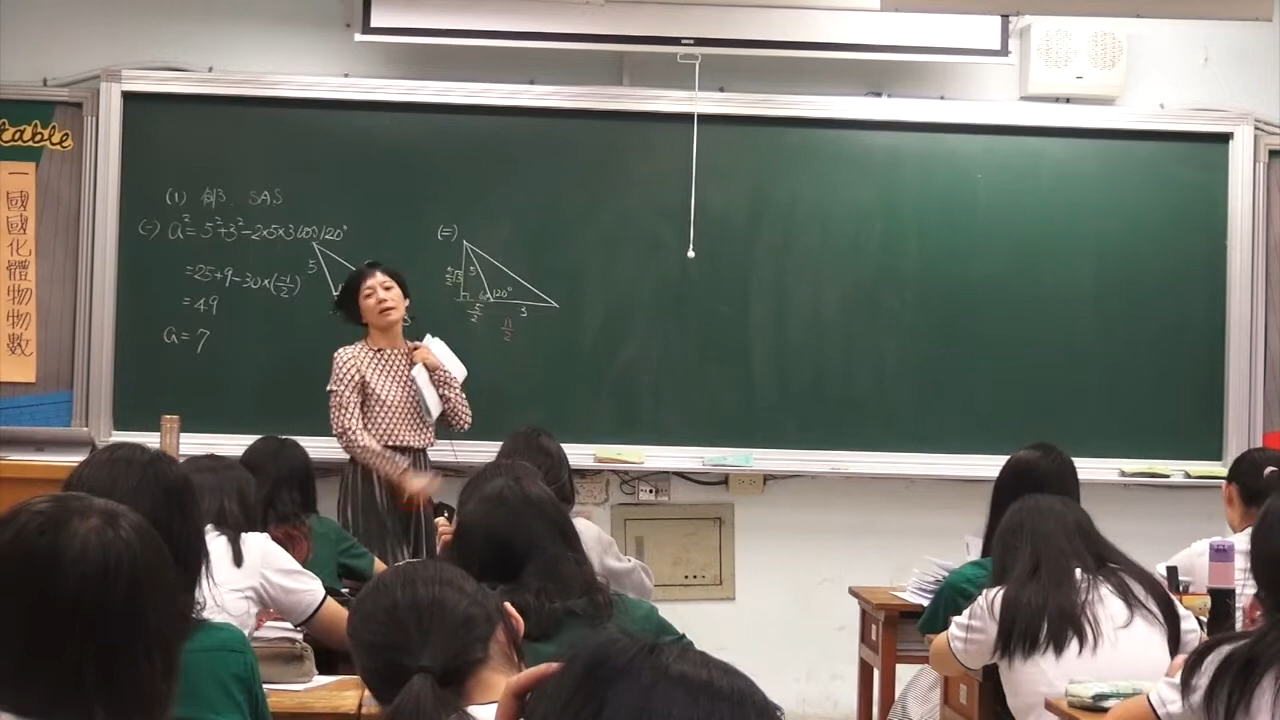 table
一國國化體物物數
(1) 例3. SAS
(一) a²=5²+3²-2×5×3cos120°
=25+9-30×(-1/2)
=49
a=7
5
(二)
5
120°
5/2
3
11/2